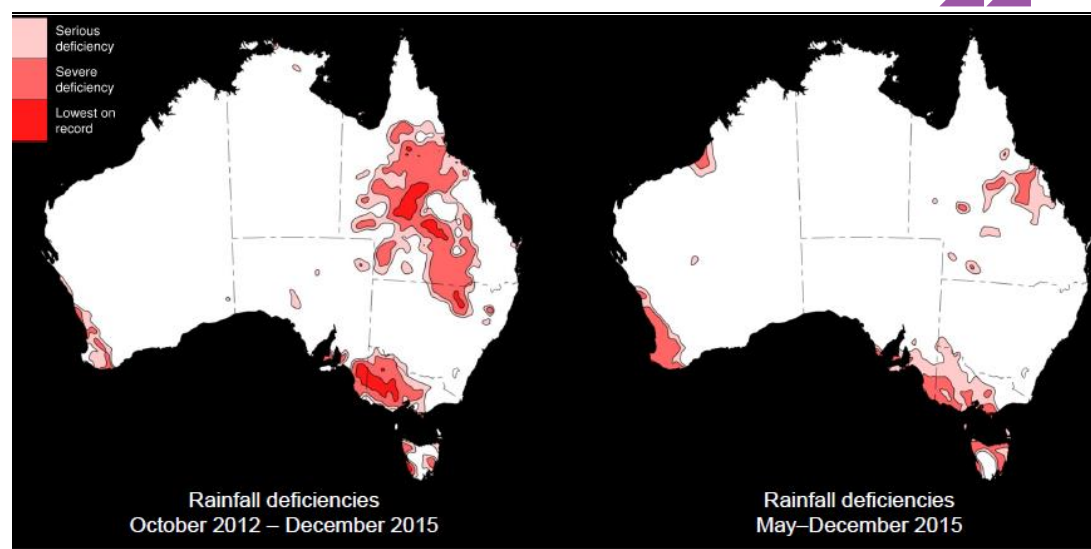 Serious
deficiency
Severe
deficiency
Lowest on
record
Rainfall deficiencies
October 2012 – December 2015
Rainfall deficiencies
May–December 2015